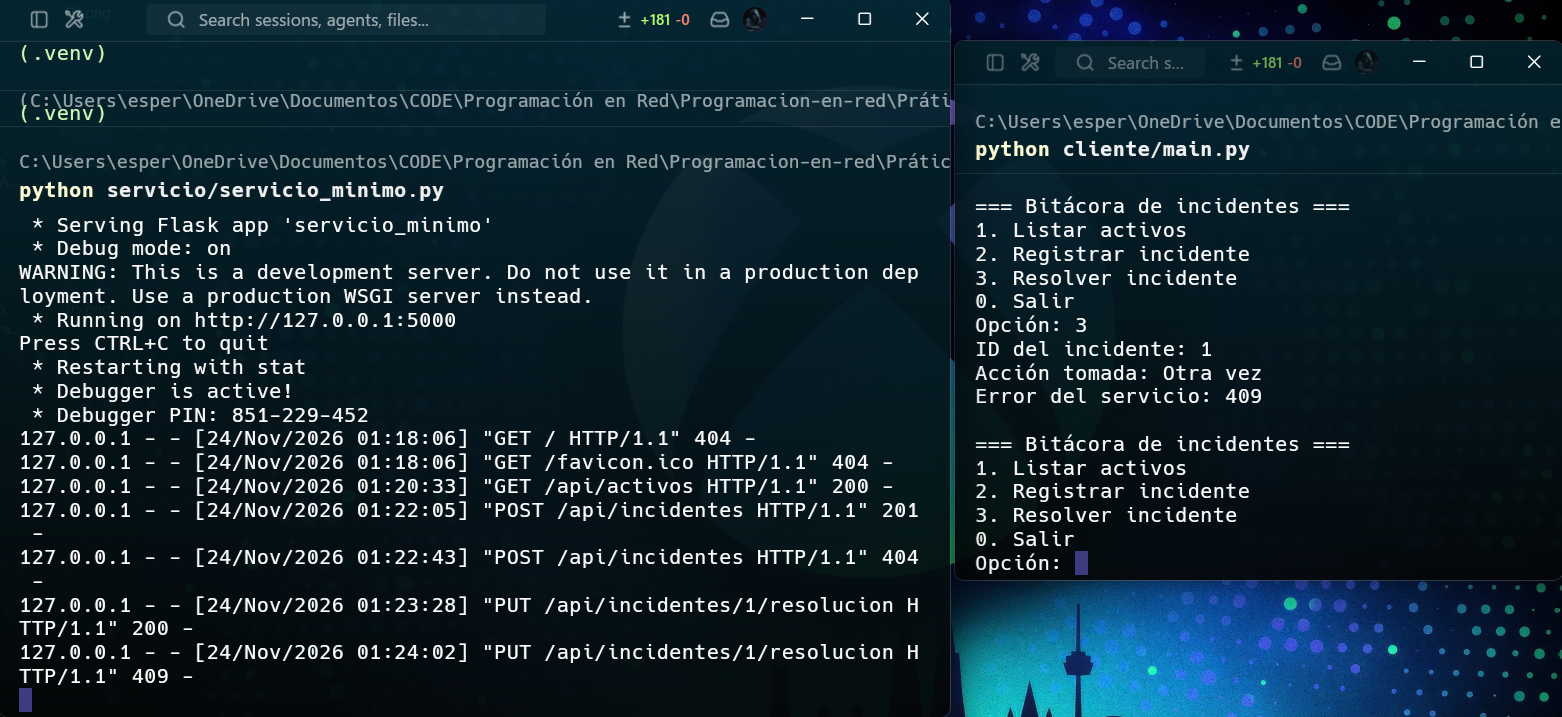 Search sessions, agents, files...
+181 -0
(.venv)
(C:\Users\esper\OneDrive\Documentos\CODE\Programación en Red\Programacion-en-red\Práti
(.venv)
C:\Users\esper\OneDrive\Documentos\CODE\Programación en Red\Programacion-en-red\Prátic
python servicio/servicio_minimo.py
* Serving Flask app 'servicio_minimo'
* Debug mode: on
WARNING: This is a development server. Do not use it in a production dep
loyment. Use a production WSGI server instead.
* Running on http://127.0.0.1:5000
Press CTRL+C to quit
* Restarting with stat
* Debugger is active!
* Debugger PIN: 851-229-452
127.0.0.1 - - [24/Nov/2026 01:18:06] "GET / HTTP/1.1" 404 -
127.0.0.1 - - [24/Nov/2026 01:18:06] "GET /favicon.ico HTTP/1.1" 404 -
127.0.0.1 - - [24/Nov/2026 01:20:33] "GET /api/activos HTTP/1.1" 200 -
127.0.0.1 - - [24/Nov/2026 01:22:05] "POST /api/incidentes HTTP/1.1" 201
-
127.0.0.1 - - [24/Nov/2026 01:22:43] "POST /api/incidentes HTTP/1.1" 404
-
127.0.0.1 - - [24/Nov/2026 01:23:28] "PUT /api/incidentes/1/resolucion H
TTP/1.1" 200 -
127.0.0.1 - - [24/Nov/2026 01:24:02] "PUT /api/incidentes/1/resolucion H
TTP/1.1" 409 -
Search s...
+181 -0
C:\Users\esper\OneDrive\Documentos\CODE\Programación e
python cliente/main.py
=== Bitácora de incidentes ===
1. Listar activos
2. Registrar incidente
3. Resolver incidente
0. Salir
Opción: 3
ID del incidente: 1
Acción tomada: Otra vez
Error del servicio: 409
=== Bitácora de incidentes ===
1. Listar activos
2. Registrar incidente
3. Resolver incidente
0. Salir
Opción: